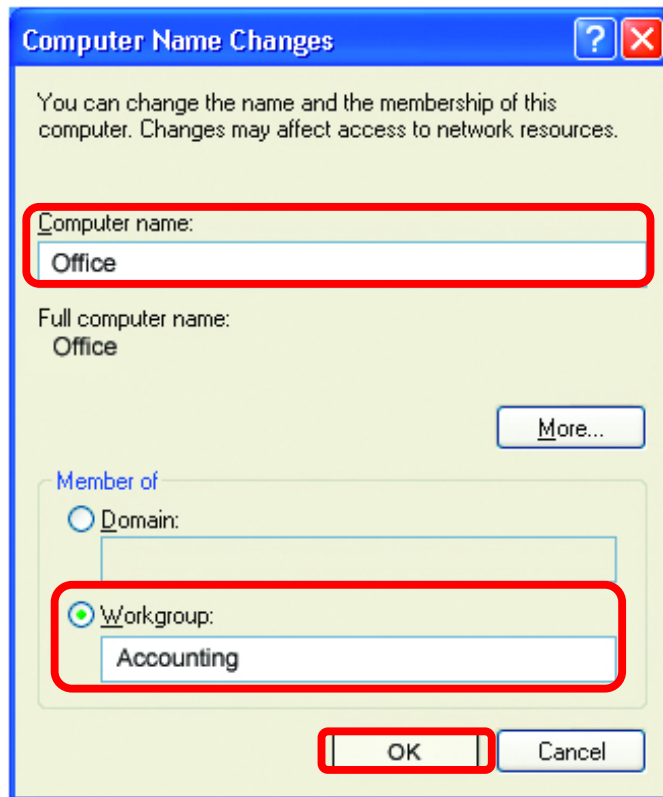 Computer Name Changes
You can change the name and the membership of this
computer. Changes may affect access to network resources.
Computer name:
Office
Full computer name:
Office
More...
Member of
Domain:
Workgroup:
Accounting
OK Cancel